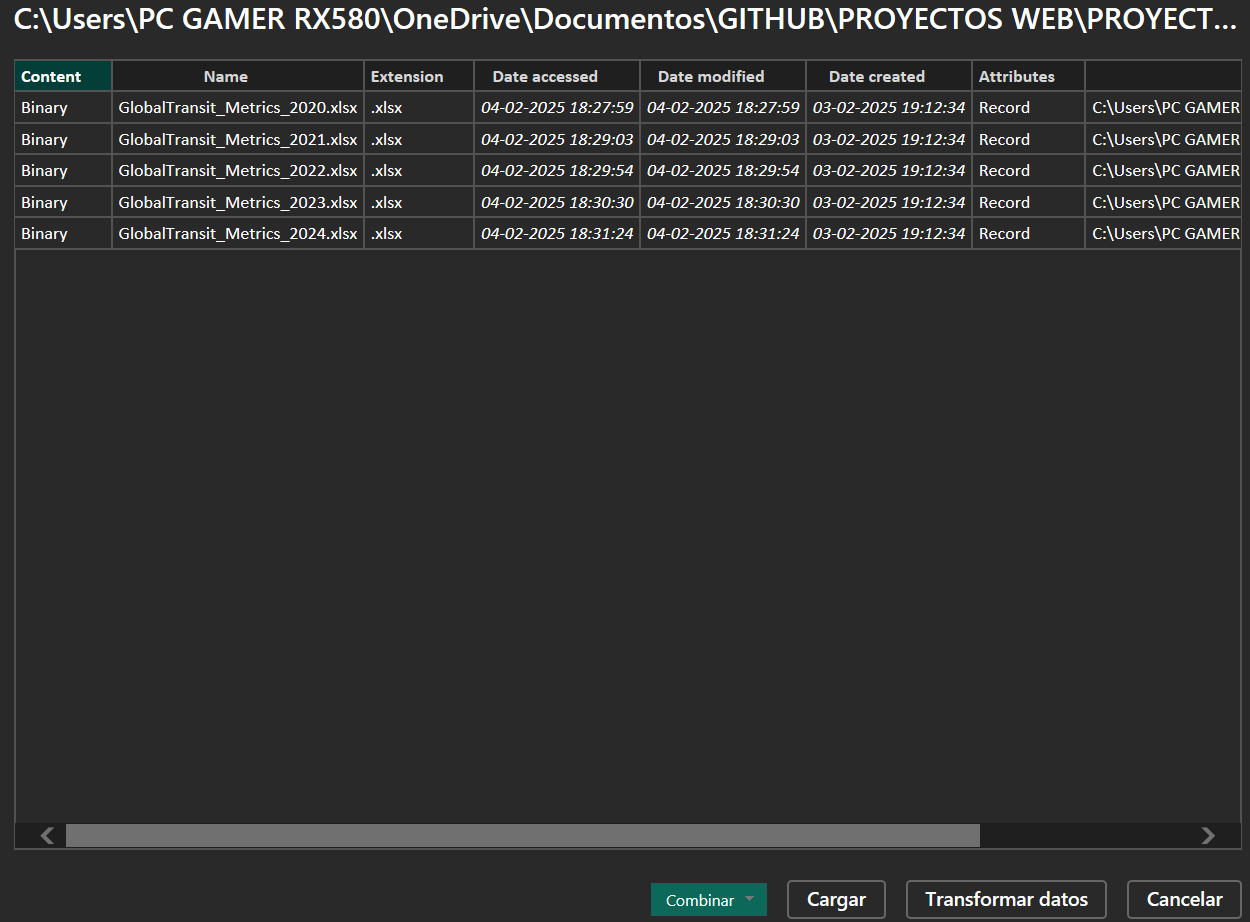 C:\Users\PC GAMER RX580\OneDrive\Documentos\GITHUB\PROYECTOS WEB\PROYECT...
Content Name Extension Date accessed Date modified Date created Attributes
Binary GlobalTransit_Metrics_2020.xlsx .xlsx 04-02-2025 18:27:59 04-02-2025 18:27:59 03-02-2025 19:12:34 Record C:\Users\PC GAMER
Binary GlobalTransit_Metrics_2021.xlsx .xlsx 04-02-2025 18:29:03 04-02-2025 18:29:03 03-02-2025 19:12:34 Record C:\Users\PC GAMER
Binary GlobalTransit_Metrics_2022.xlsx .xlsx 04-02-2025 18:29:54 04-02-2025 18:29:54 03-02-2025 19:12:34 Record C:\Users\PC GAMER
Binary GlobalTransit_Metrics_2023.xlsx .xlsx 04-02-2025 18:30:30 04-02-2025 18:30:30 03-02-2025 19:12:34 Record C:\Users\PC GAMER
Binary GlobalTransit_Metrics_2024.xlsx .xlsx 04-02-2025 18:31:24 04-02-2025 18:31:24 03-02-2025 19:12:34 Record C:\Users\PC GAMER
Combinar Cargar Transformar datos Cancelar